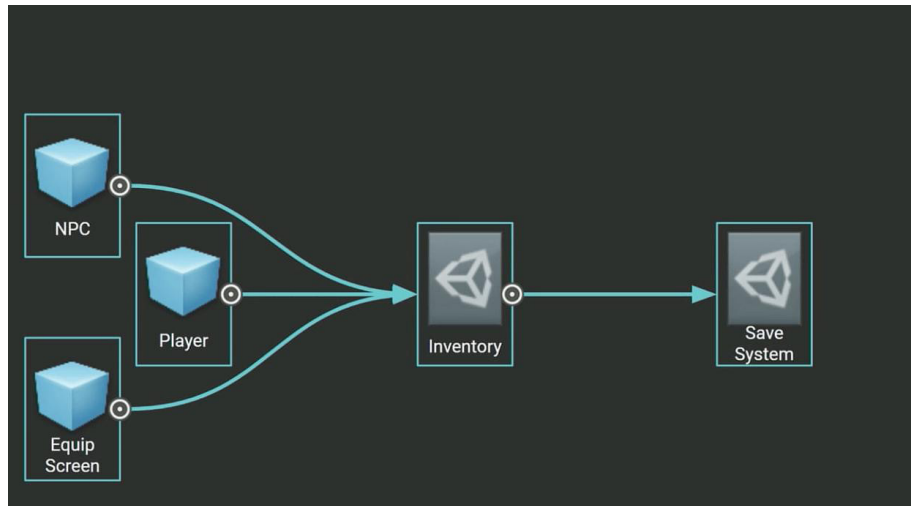 NPC
Player
Equip
Screen
Inventory
Save
System